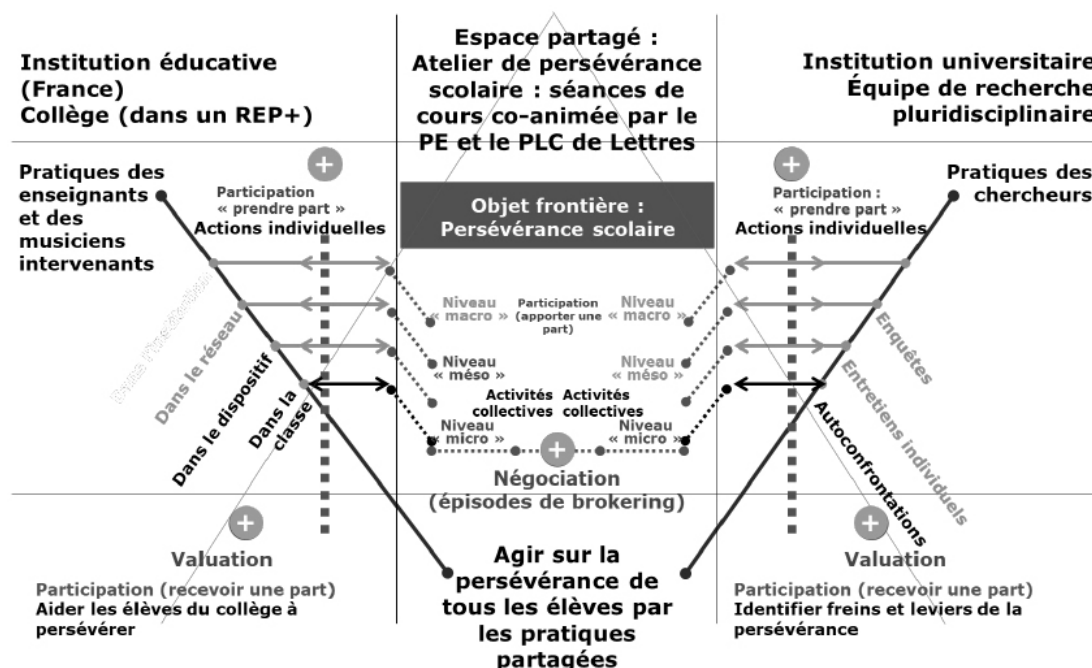 Institution éducative
(France)
Collège (dans un REP+)
Espace partagé :
Atelier de persévérance
scolaire : séances de
cours co-animée par le
PE et le PLC de Lettres
Institution universitaire
Équipe de recherche
pluridisciplinaire
Pratiques des
enseignants
et des
musiciens
intervenants
Participation
« prendre part »
Actions individuelles
Objet frontière :
Persévérance scolaire
Participation :
« prendre part »
Actions individuelles
Pratiques des
chercheurs
Dans le réseau
Dans le dispositif
Dans la
classe
Niveau
« macro »
Participation
(apporter une
part)
Niveau
« macro »
Niveau
« méso »
Niveau
« méso »
Activités
collectives
Activités
collectives
Niveau
« micro »
Niveau
« micro »
Négociation
(épisodes de brokering)
Enquêtes
Entretiens individuels
Autoconfrontations
Valuation
Participation (recevoir une part)
Aider les élèves du collège à
persévérer
Agir sur la
persévérance de
tous les élèves par
les pratiques
partagées
Valuation
Participation (recevoir une part)
Identifier freins et leviers de la
persévérance